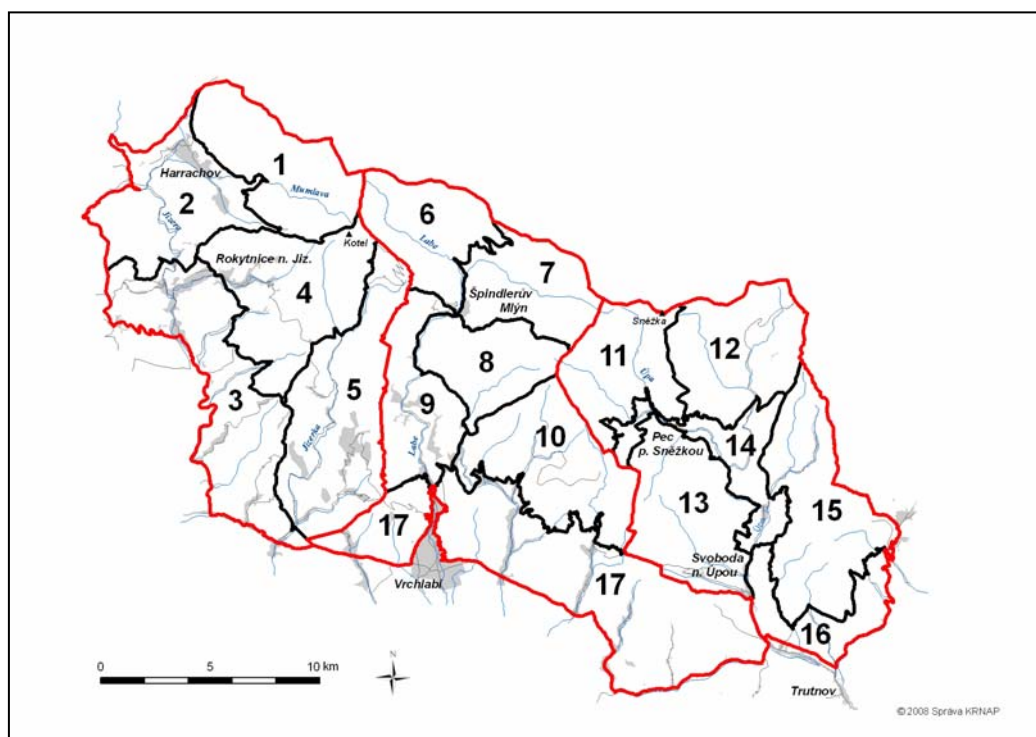 1
Harrachov
Mumlava
2
Jizera
6
Kotel
Labe
Rokytnice n. Jiz.
7
4
Špindlerův
Mlýn
Sněžka
12
11
8
Úpa
3
5
9
Jizerka
Labe
10
Pec
p. Sněžkou
14
13
15
Úpa
17
Svoboda
n. Úpou
Vrchlabí
17
16
0 5 10 km
N
Trutnov
© 2008 Správa KRNAP